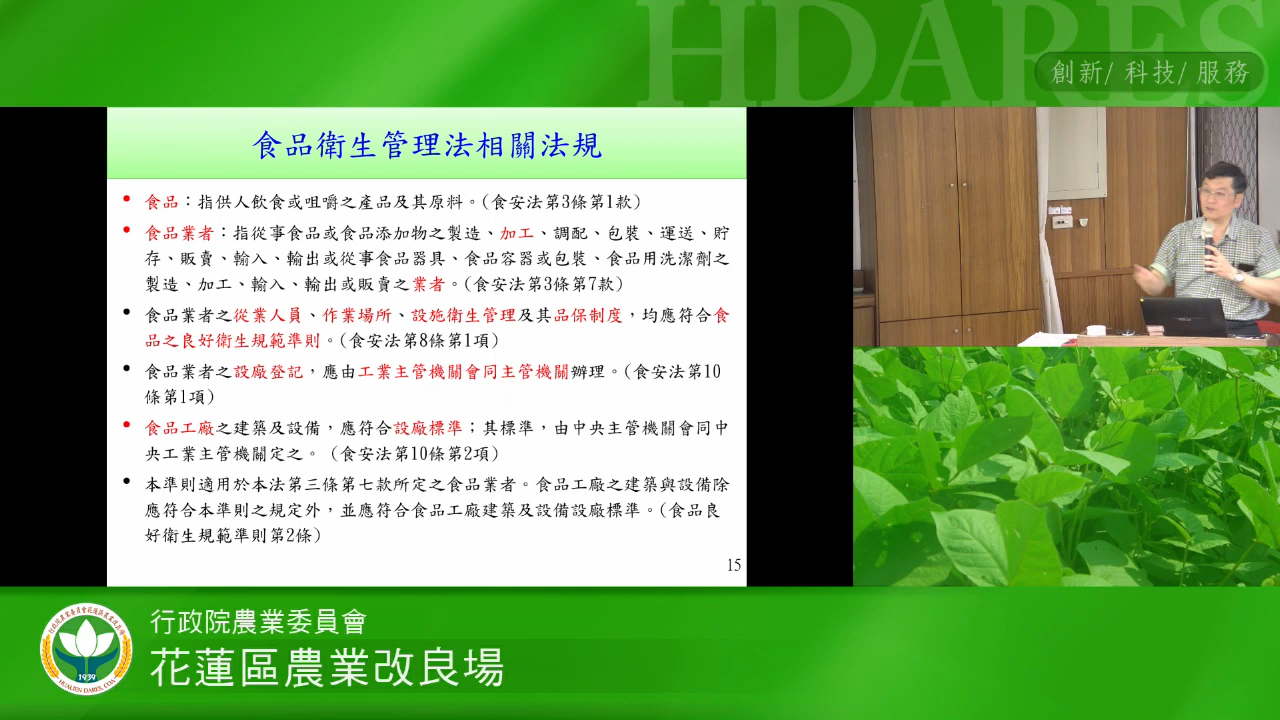 HDARES
創新/ 科技/ 服務
食品衛生管理法相關法規
• 食品：指供人飲食或咀嚼之產品及其原料。(食安法第3條第1款)
• 食品業者：指從事食品或食品添加物之製造、加工、調配、包裝、運送、貯
存、販賣、輸入、輸出或從事食品器具、食品容器或包裝、食品用洗潔劑之
製造、加工、輸入、輸出或販賣之業者。(食安法第3條第7款)
• 食品業者之從業人員、作業場所、設施衛生管理及其品保制度，均應符合食
品之良好衛生規範準則。(食安法第8條第1項)
• 食品業者之設廠登記，應由工業主管機關會同主管機關辦理。(食安法第10
條第1項)
• 食品工廠之建築及設備，應符合設廠標準；其標準，由中央主管機關會同中
央工業主管機關定之。（食安法第10條第2項)
• 本準則適用於本法第三條第七款所定之食品業者。食品工廠之建築與設備除
應符合本準則之規定外，並應符合食品工廠建築及設備設廠標準。(食品良
好衛生規範準則第2條)
15
行政院農業委員會
花蓮區農業改良場
1939
HUALIEN DARES, COA